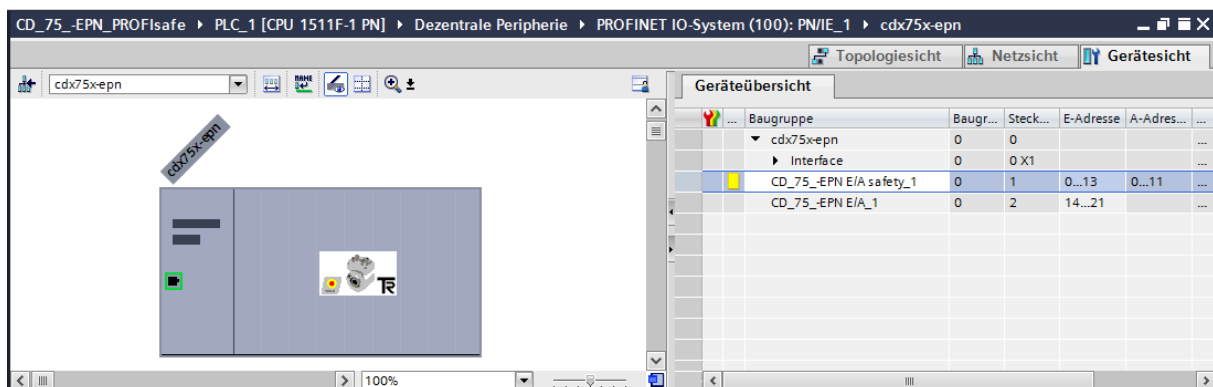 CD_75_-EPN_PROFIsafe ▸ PLC_1 [CPU 1511F-1 PN] ▸ Dezentrale Peripherie ▸ PROFINET IO-System (100): PN/IE_1 ▸ cdx75x-epn
Topologiesicht Netzsicht Gerätesicht
cdx75x-epn
Geräteübersicht
... Baugruppe Baugr... Steck... E-Adresse A-Adres... ...
cdx75x-epn 0 0 ...
Interface 0 0 X1 ...
CD_75_-EPN E/A safety_1 0 1 0...13 0...11 ...
CD_75_-EPN E/A_1 0 2 14...21 ...
cdx75x-epn
TR
100%